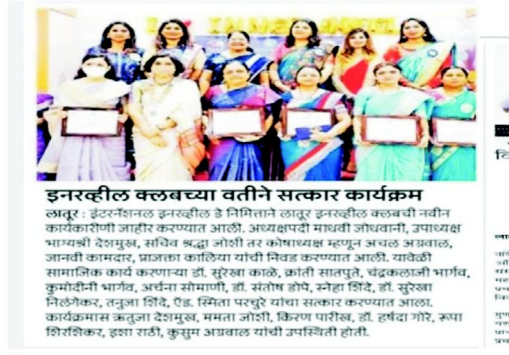 इनरव्हील क्लबच्या वतीने सत्कार कार्यक्रम
लातूर : इंटरनॅशनल इनरव्हील डे निमित्ताने लातूर इनरव्हील क्लबची नवीन
कार्यकारीणी जाहीर करण्यात आली. अध्यक्षपदी माधवी जोधवानी, उपाध्यक्ष
भाग्यश्री देशमुख, सचिव श्रद्धा जोशी तर कोषाध्यक्ष म्हणून अचल अग्रवाल,
जानवी कामदार, प्राजक्ता कालिया यांची निवड करण्यात आली. यावेळी
सामाजिक कार्य करणाऱ्या डॉ. सुरेखा काळे, क्रांती सातपुते, चंद्रकलाजी भार्गव,
कुमोदीनी भार्गव, अर्चना सोमाणी, डॉ. संतोष डोपे, स्नेहा शिंदे, डॉ. सुरेखा
निलंगेकर, तनुजा शिंदे, ऍड. स्मिता परचुरे यांचा सत्कार करण्यात आला.
कार्यक्रमास ऋतुजा देशमुख, ममता जोशी, किरण पारीख, डॉ. हर्षदा गोरे, रूपा
शिरशिकर, इशा राठी, कुसुम अग्रवाल यांची उपस्थिती होती.